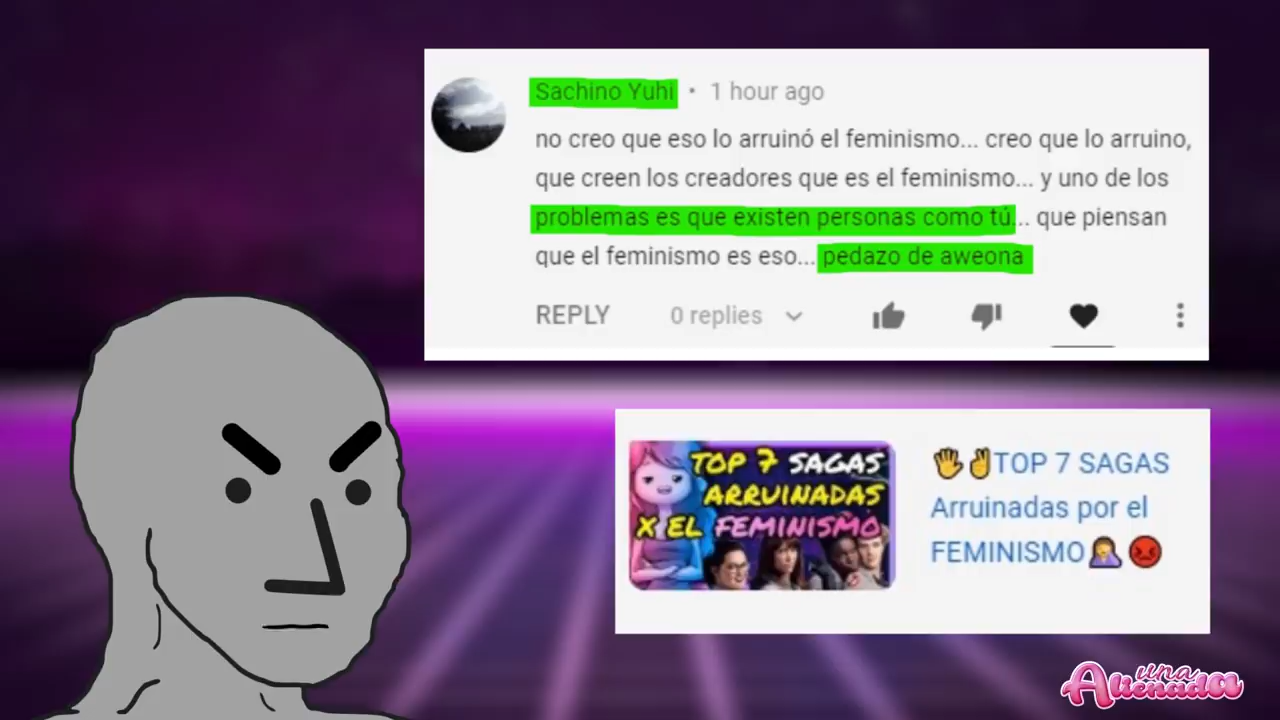 Sachino Yuhi • 1 hour ago
no creo que eso lo arruinó el feminismo... creo que lo arruino,
que creen los creadores que es el feminismo... y uno de los
problemas es que existen personas como tú... que piensan
que el feminismo es eso... pedazo de aweona
REPLY 0 replies
TOP 7 SAGAS
ARRUINADAS
X EL FEMINISMO
🖐✌TOP 7 SAGAS
Arruinadas por el
FEMINISMO🤦‍♀️😡
una
Alienada